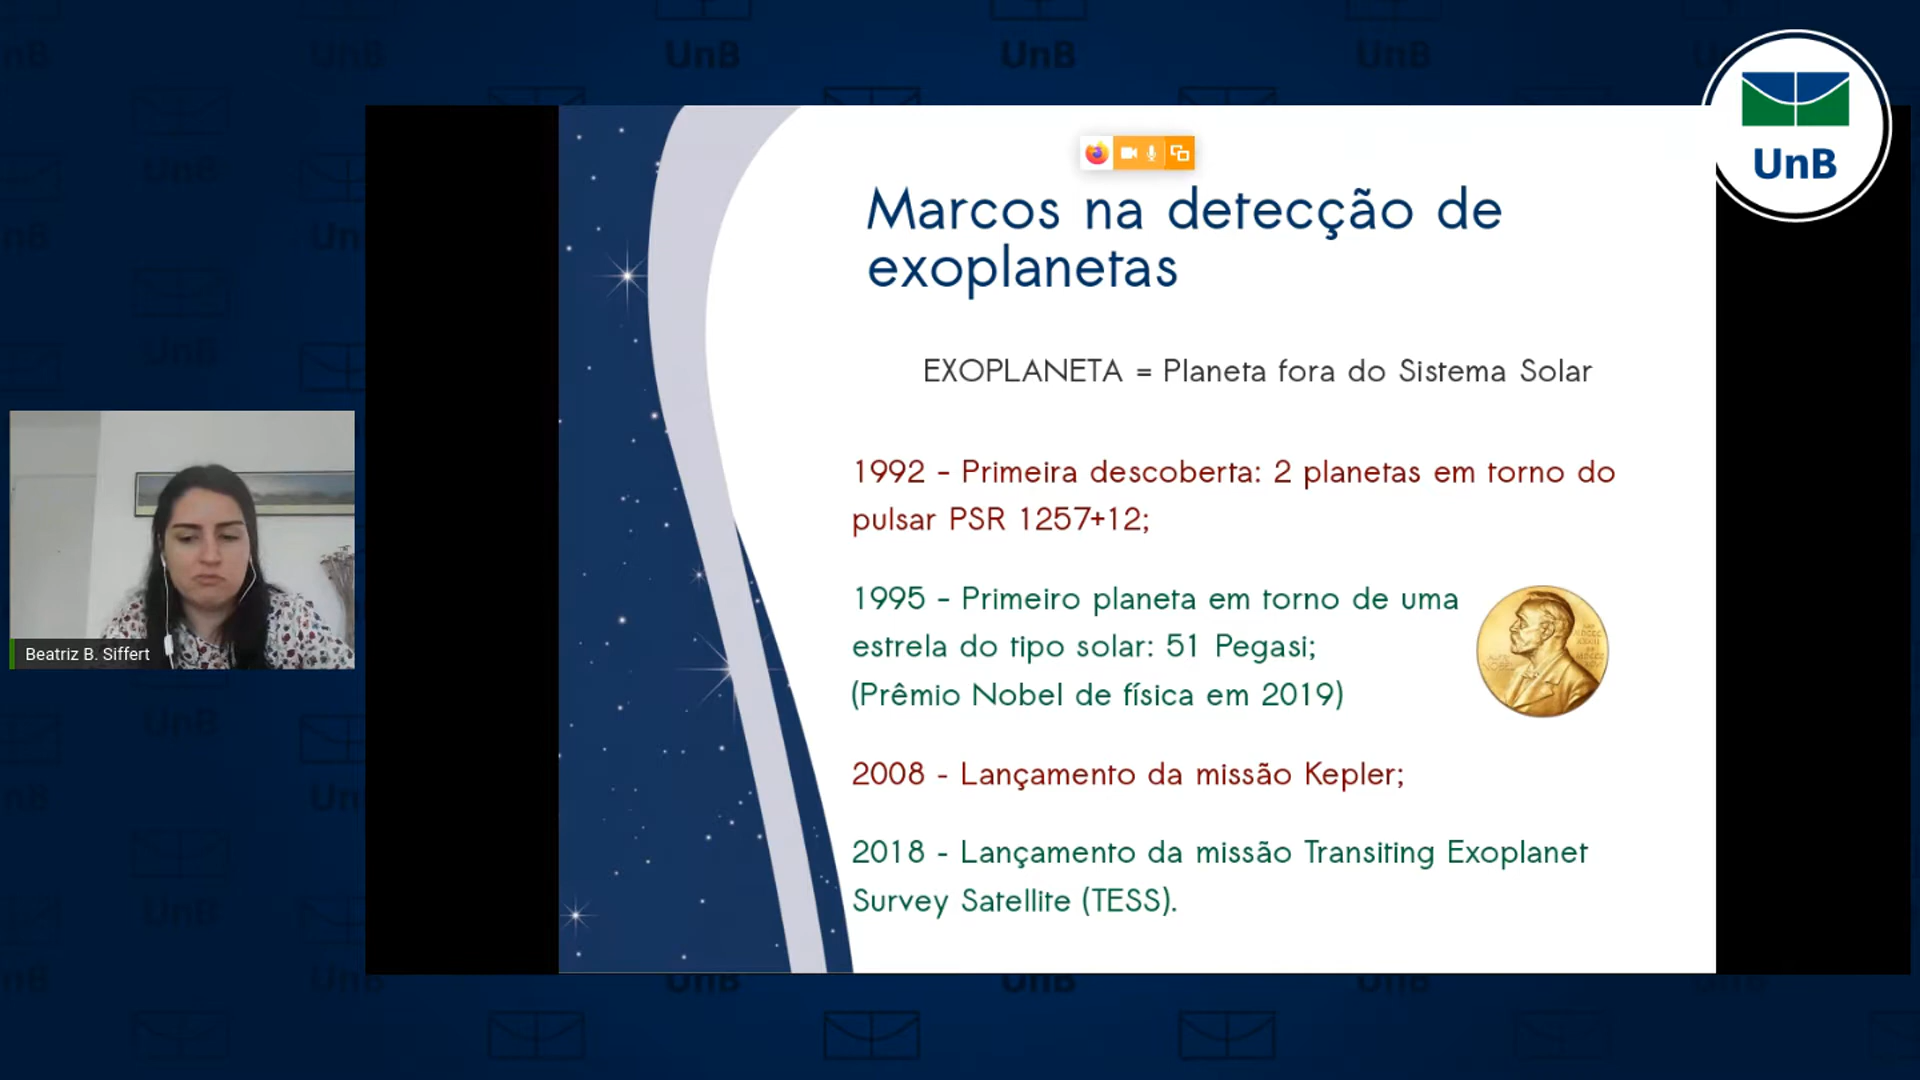 UnB
Marcos na detecção de
exoplanetas
EXOPLANETA = Planeta fora do Sistema Solar
1992 - Primeira descoberta: 2 planetas em torno do
pulsar PSR 1257+12;
1995 - Primeiro planeta em torno de uma
estrela do tipo solar: 51 Pegasi;
(Prêmio Nobel de física em 2019)
2008 - Lançamento da missão Kepler;
2018 - Lançamento da missão Transiting Exoplanet
Survey Satellite (TESS).
Beatriz B. Siffert